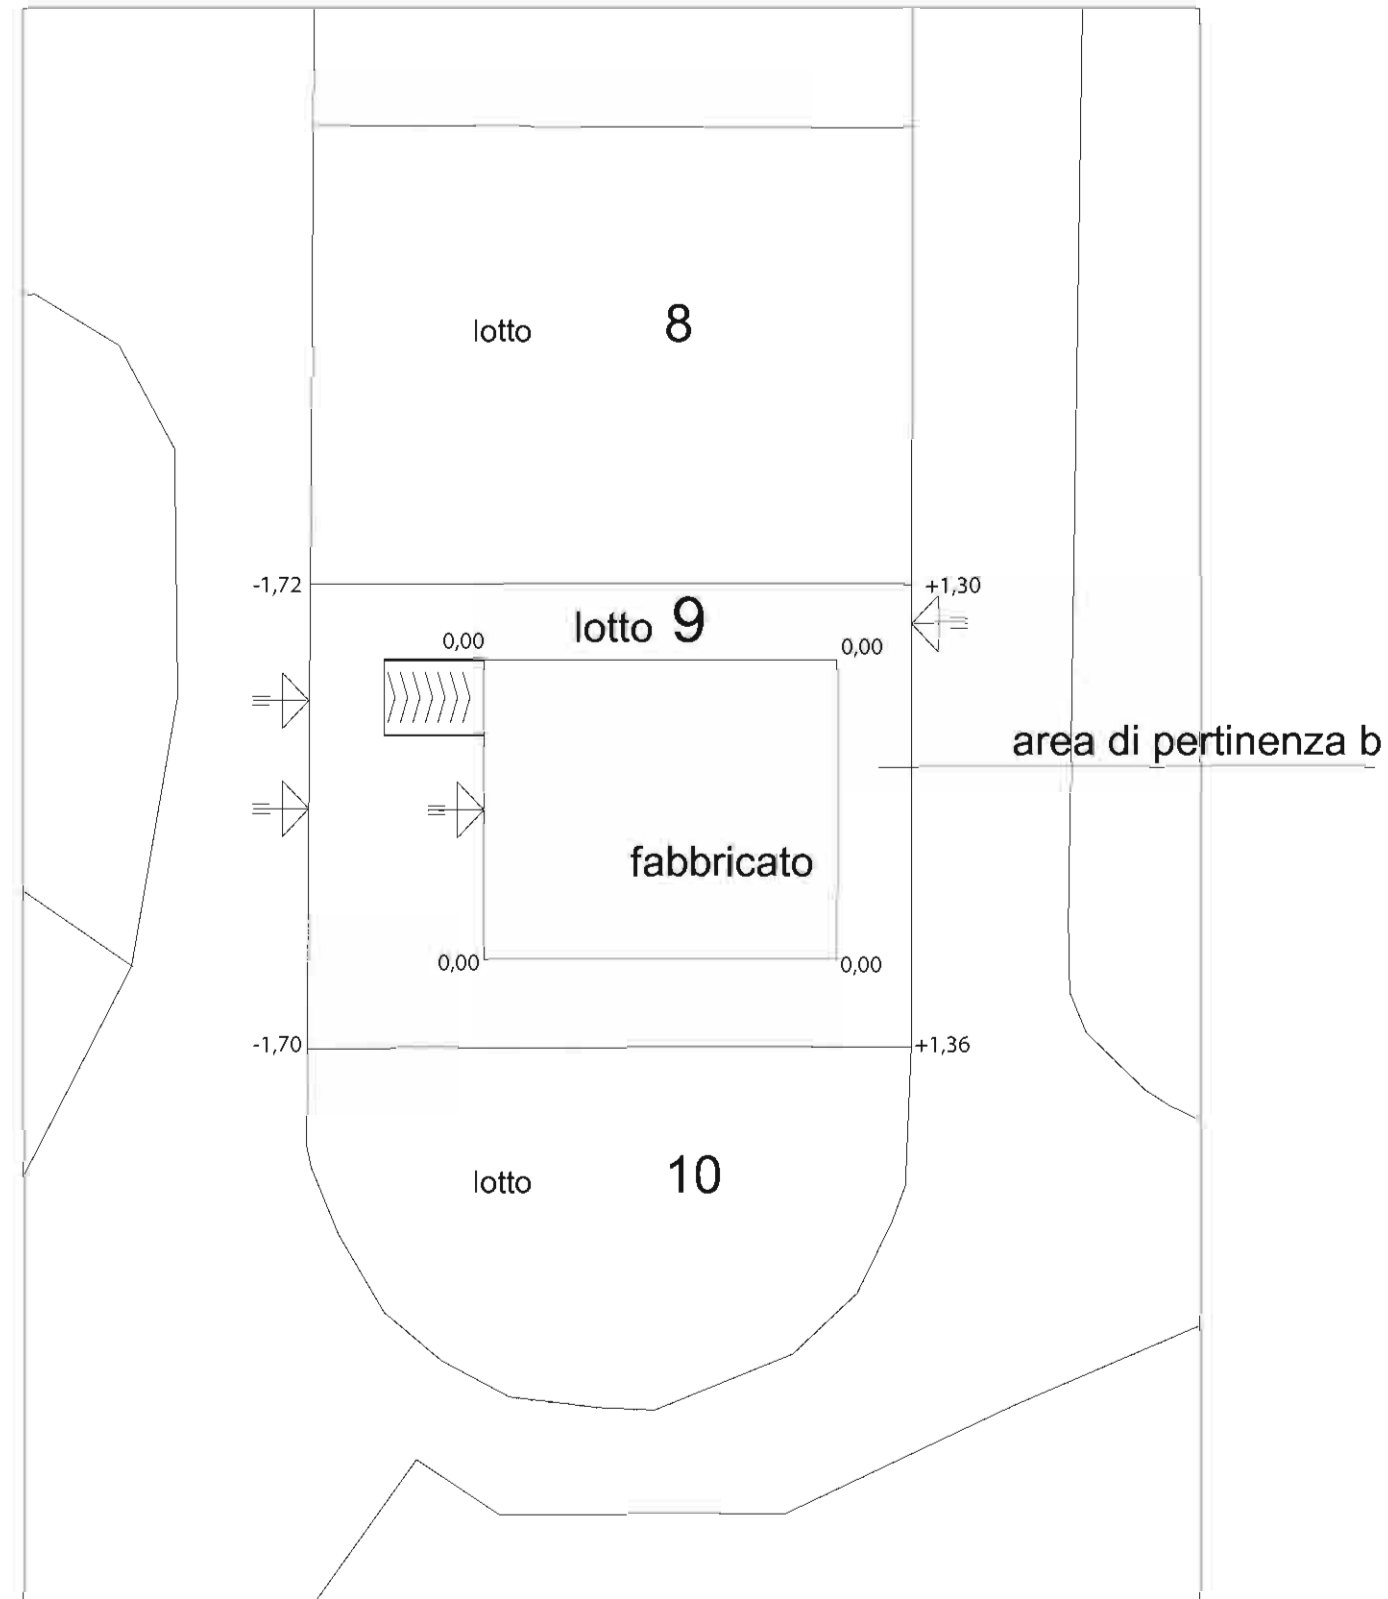 lotto 8
-1,72
+1,30
lotto 9
0,00
0,00
area di pertinenza b
fabbricato
0,00
0,00
-1,70
+1,36
lotto 10